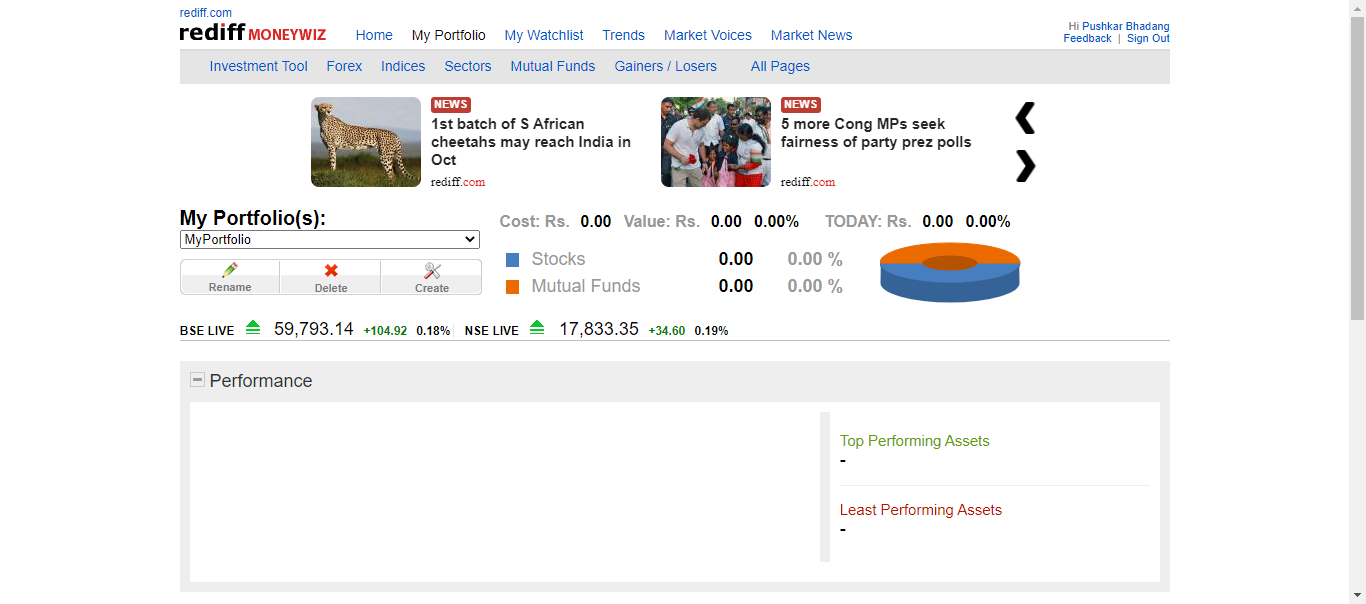 rediff.com
rediff MONEYWIZ Home My Portfolio My Watchlist Trends Market Voices Market News
Hi Pushkar Bhadang
Feedback | Sign Out
Investment Tool Forex Indices Sectors Mutual Funds Gainers / Losers All Pages
NEWS
1st batch of S African
cheetahs may reach India in
Oct
rediff.com
NEWS
5 more Cong MPs seek
fairness of party prez polls
rediff.com
My Portfolio(s):
MyPortfolio
Rename Delete Create
Cost: Rs. 0.00 Value: Rs. 0.00 0.00% TODAY: Rs. 0.00 0.00%
Stocks 0.00 0.00 %
Mutual Funds 0.00 0.00 %
BSE LIVE 59,793.14 +104.92 0.18% NSE LIVE 17,833.35 +34.60 0.19%
Performance
Top Performing Assets
-
Least Performing Assets
-